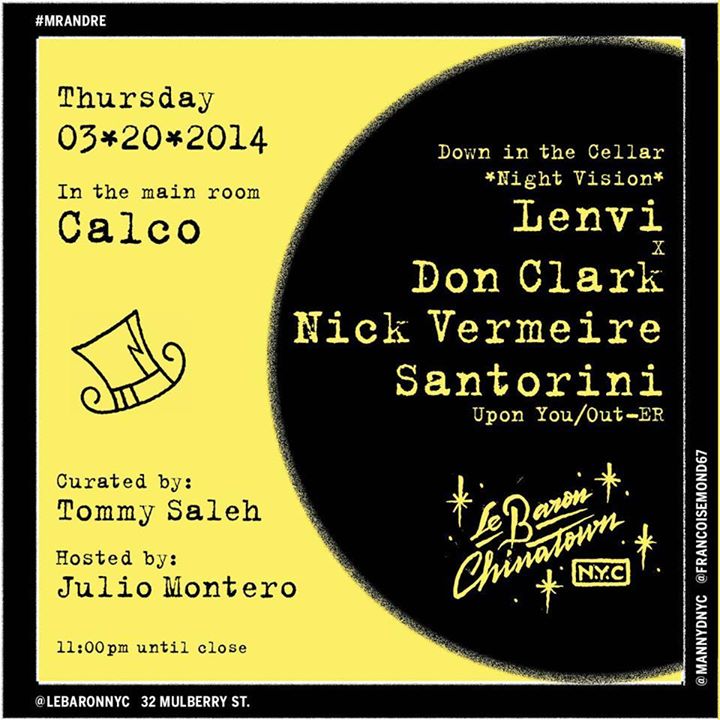 #MRANDRE
Thursday
03*20*2014
In the main room
Calco
Down in the Cellar
*Night Vision*
Lenvi
X
Don Clark
Nick Vermeire
Santorini
Upon You/Out-ER
Curated by:
Tommy Saleh
Hosted by:
Julio Montero
11:00pm until close
Le Baron
Chinatown
N.Y.C
@MANNYDNYC @FRANCOISEMOND67
@LEBARONNYC 32 MULBERRY ST.